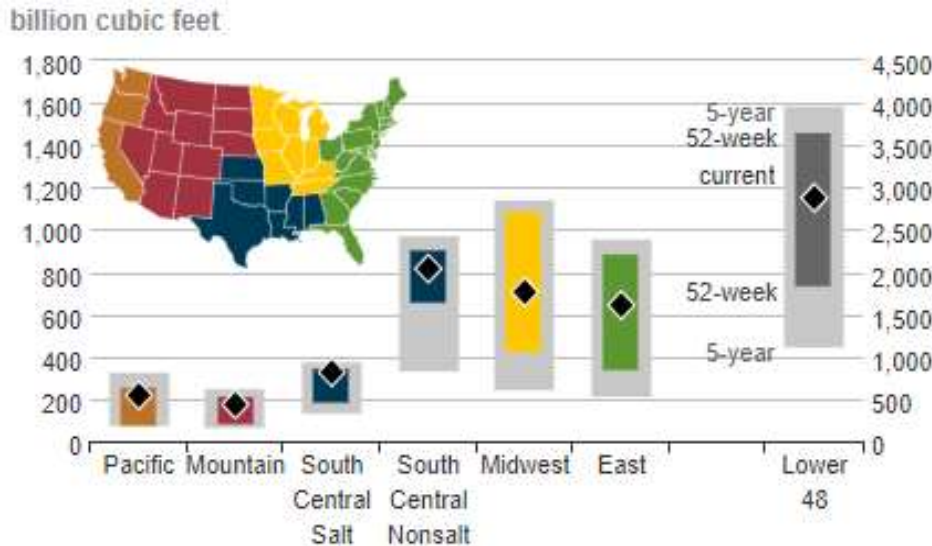 billion cubic feet
1,800
1,600
1,400
1,200
1,000
800
600
400
200
0
4,500
4,000
3,500
3,000
2,500
2,000
1,500
1,000
500
0
5-year
52-week
current
52-week
5-year
Pacific
Mountain
South
Central
Salt
South
Central
Nonsalt
Midwest
East
Lower
48